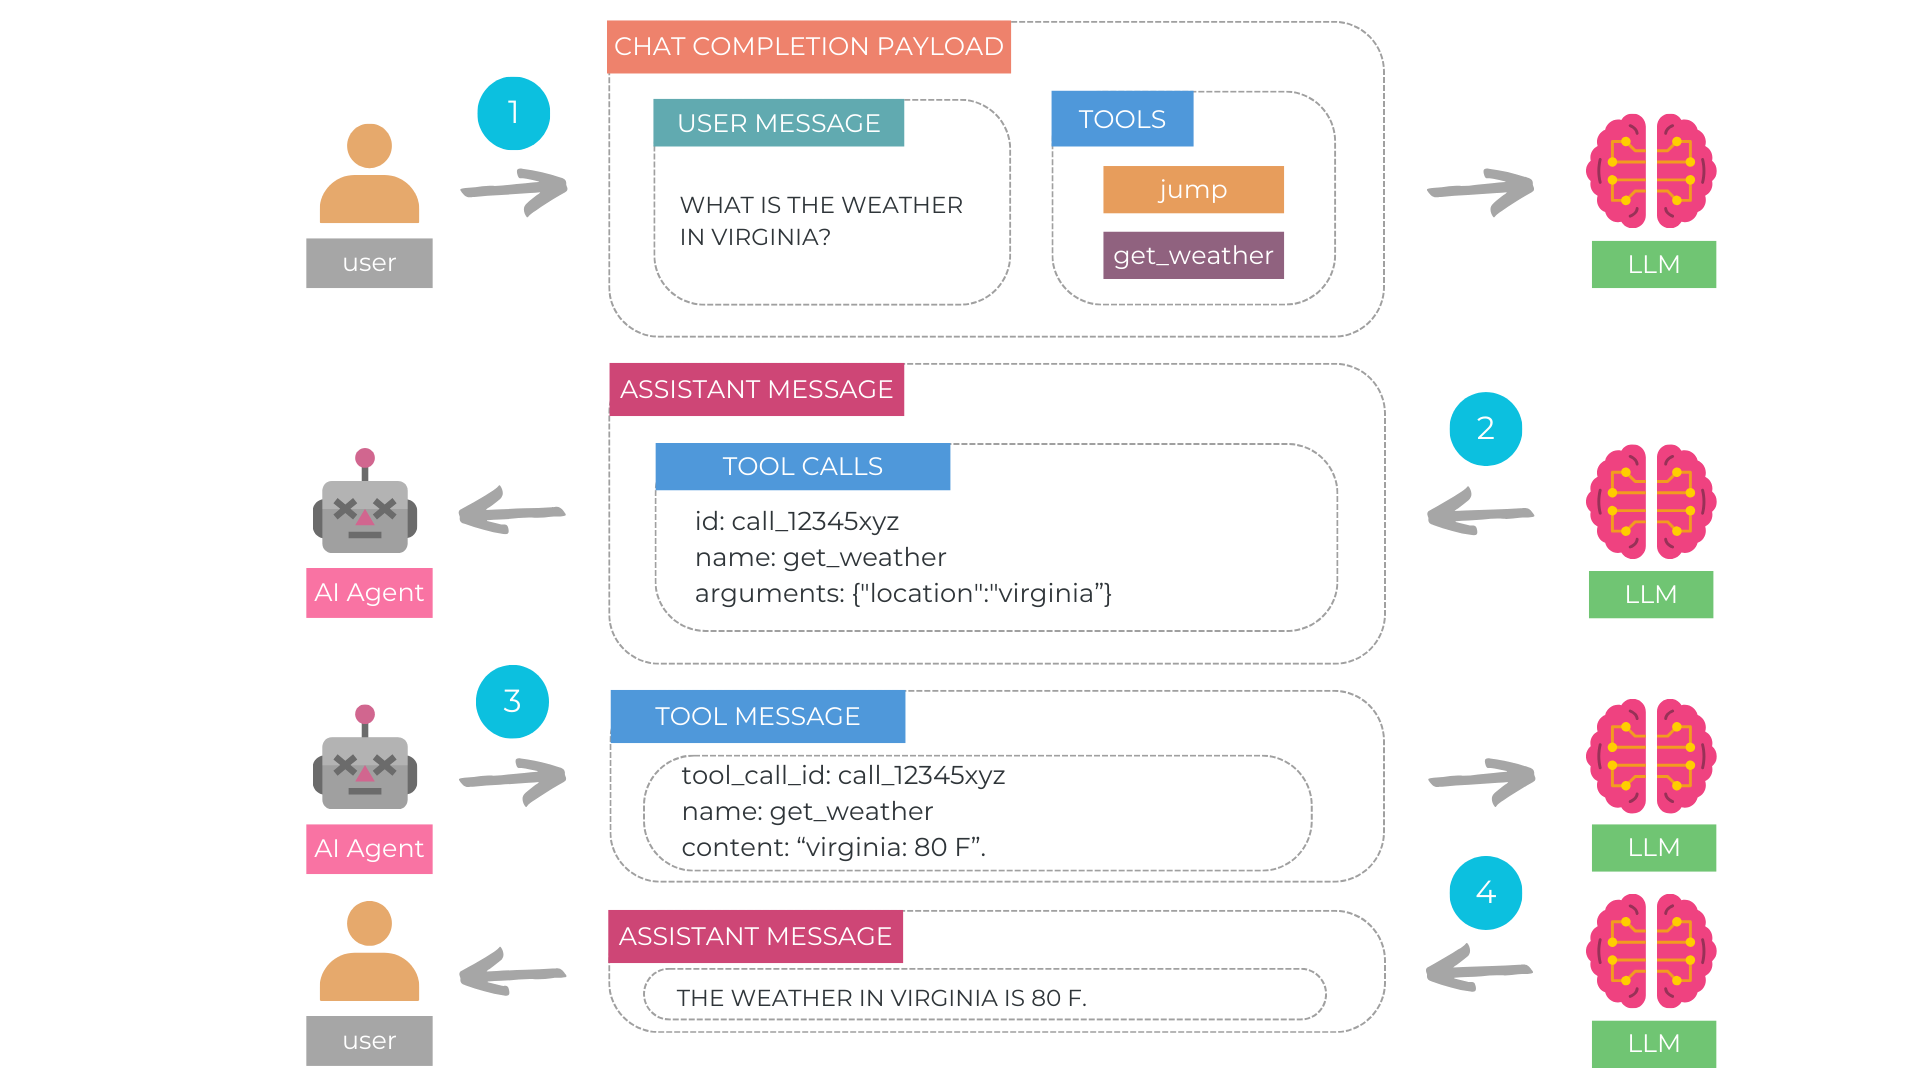 CHAT COMPLETION PAYLOAD
1
USER MESSAGE
TOOLS
WHAT IS THE WEATHER
IN VIRGINIA?
jump
get_weather
user
LLM
ASSISTANT MESSAGE
2
TOOL CALLS
id: call_12345xyz
name: get_weather
arguments: {"location":"virginia”}
AI Agent
LLM
3
TOOL MESSAGE
tool_call_id: call_12345xyz
name: get_weather
content: “virginia: 80 F”.
AI Agent
LLM
4
ASSISTANT MESSAGE
THE WEATHER IN VIRGINIA IS 80 F.
user
LLM